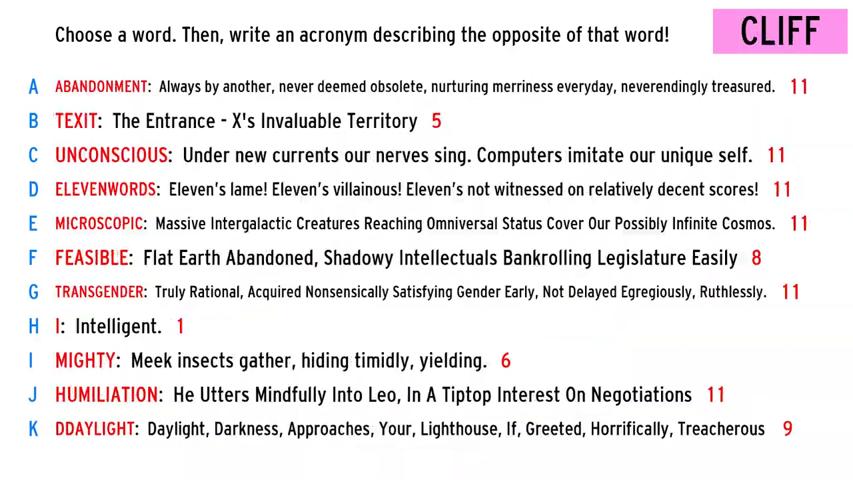 Choose a word. Then, write an acronym describing the opposite of that word!
CLIFF
A ABANDONMENT: Always by another, never deemed obsolete, nurturing merriness everyday, neverendingly treasured. 11
B TEXIT: The Entrance - X's Invaluable Territory 5
C UNCONSCIOUS: Under new currents our nerves sing. Computers imitate our unique self. 11
D ELEVENWORDS: Eleven's lame! Eleven's villainous! Eleven's not witnessed on relatively decent scores! 11
E MICROSCOPIC: Massive Intergalactic Creatures Reaching Omniversal Status Cover Our Possibly Infinite Cosmos. 11
F FEASIBLE: Flat Earth Abandoned, Shadowy Intellectuals Bankrolling Legislature Easily 8
G TRANSGENDER: Truly Rational, Acquired Nonsensically Satisfying Gender Early, Not Delayed Egregiously, Ruthlessly. 11
H I: Intelligent. 1
I MIGHTY: Meek insects gather, hiding timidly, yielding. 6
J HUMILIATION: He Utters Mindfully Into Leo, In A Tiptop Interest On Negotiations 11
K DDAYLIGHT: Daylight, Darkness, Approaches, Your, Lighthouse, If, Greeted, Horrifically, Treacherous 9